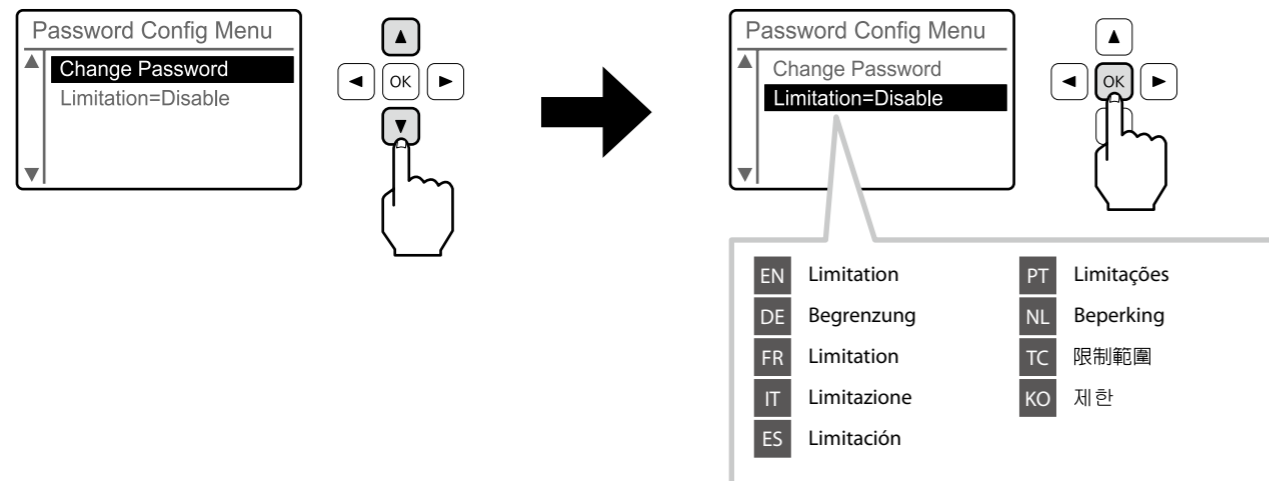 Password Config Menu
Change Password
Limitation=Disable
OK
Password Config Menu
Change Password
Limitation=Disable
OK
EN Limitation
DE Begrenzung
FR Limitation
IT Limitazione
ES Limitación
PT Limitações
NL Beperking
TC 限制範圍
KO 제한